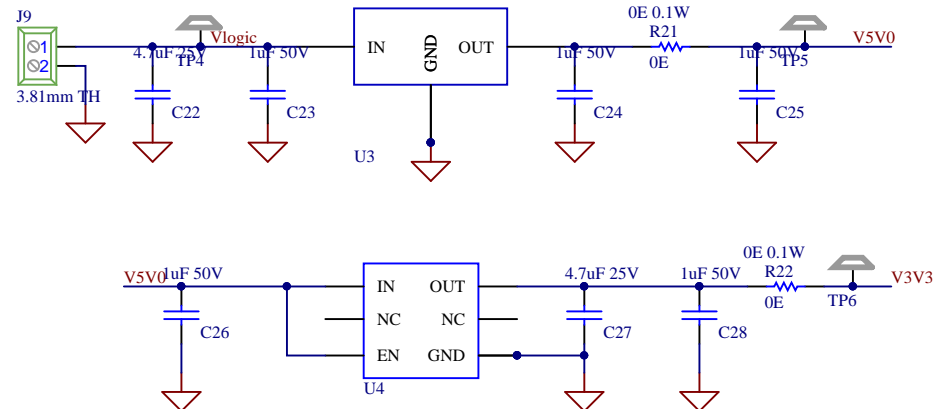 J9
1
2
3.81mm TH
4.7uF 25V
C22
TP4
Vlogic
1uF 50V
C23
IN
GND
OUT
U3
1uF 50V
C24
0E 0.1W
R21
0E
1uF 50V
C25
TP5
V5V0
V5V0
1uF 50V
C26
IN
NC
EN
OUT
NC
GND
U4
4.7uF 25V
C27
1uF 50V
C28
0E 0.1W
R22
0E
TP6
V3V3